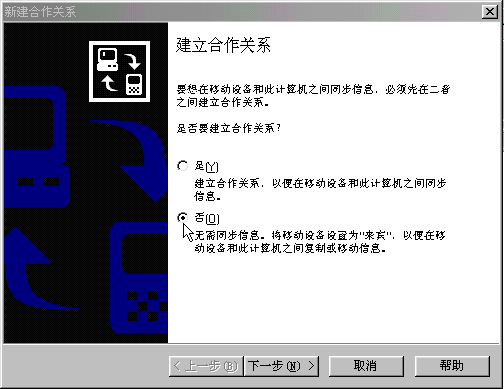 新建合作关系
建立合作关系
要想在移动设备和此计算机之间同步信息，必须先在二者
之间建立合作关系。
是否要建立合作关系？
是(Y)
建立合作关系，以便在移动设备和此计算机之间同步
信息。
否(O)
无需同步信息。将移动设备设置为"来宾"，以便在移
动设备和此计算机之间复制或移动信息。
< 上一步(B)
下一步(N) >
取消
帮助